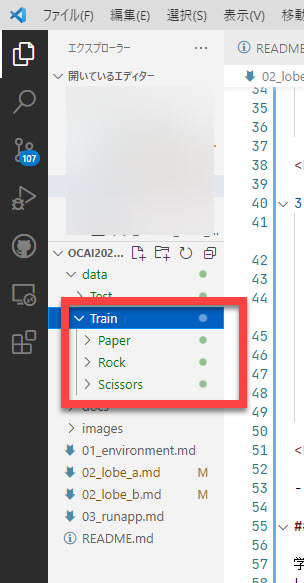 ファイル(F) 編集(E) 選択(S) 表示(V) 移動
エクスプローラー
README
開いているエディター
02_lobe
107
OCAI202...
data
Test
Train
Paper
Rock
Scissors
docs
images
01_environment.md
02_lobe_a.md M
02_lobe_b.md M
03_runapp.md
README.md
34
35
36
37
38
39
40 3
41
42
43
44
45
46
47
48
49
50
51 <
52
53 -
54
55 ##
56
57 学